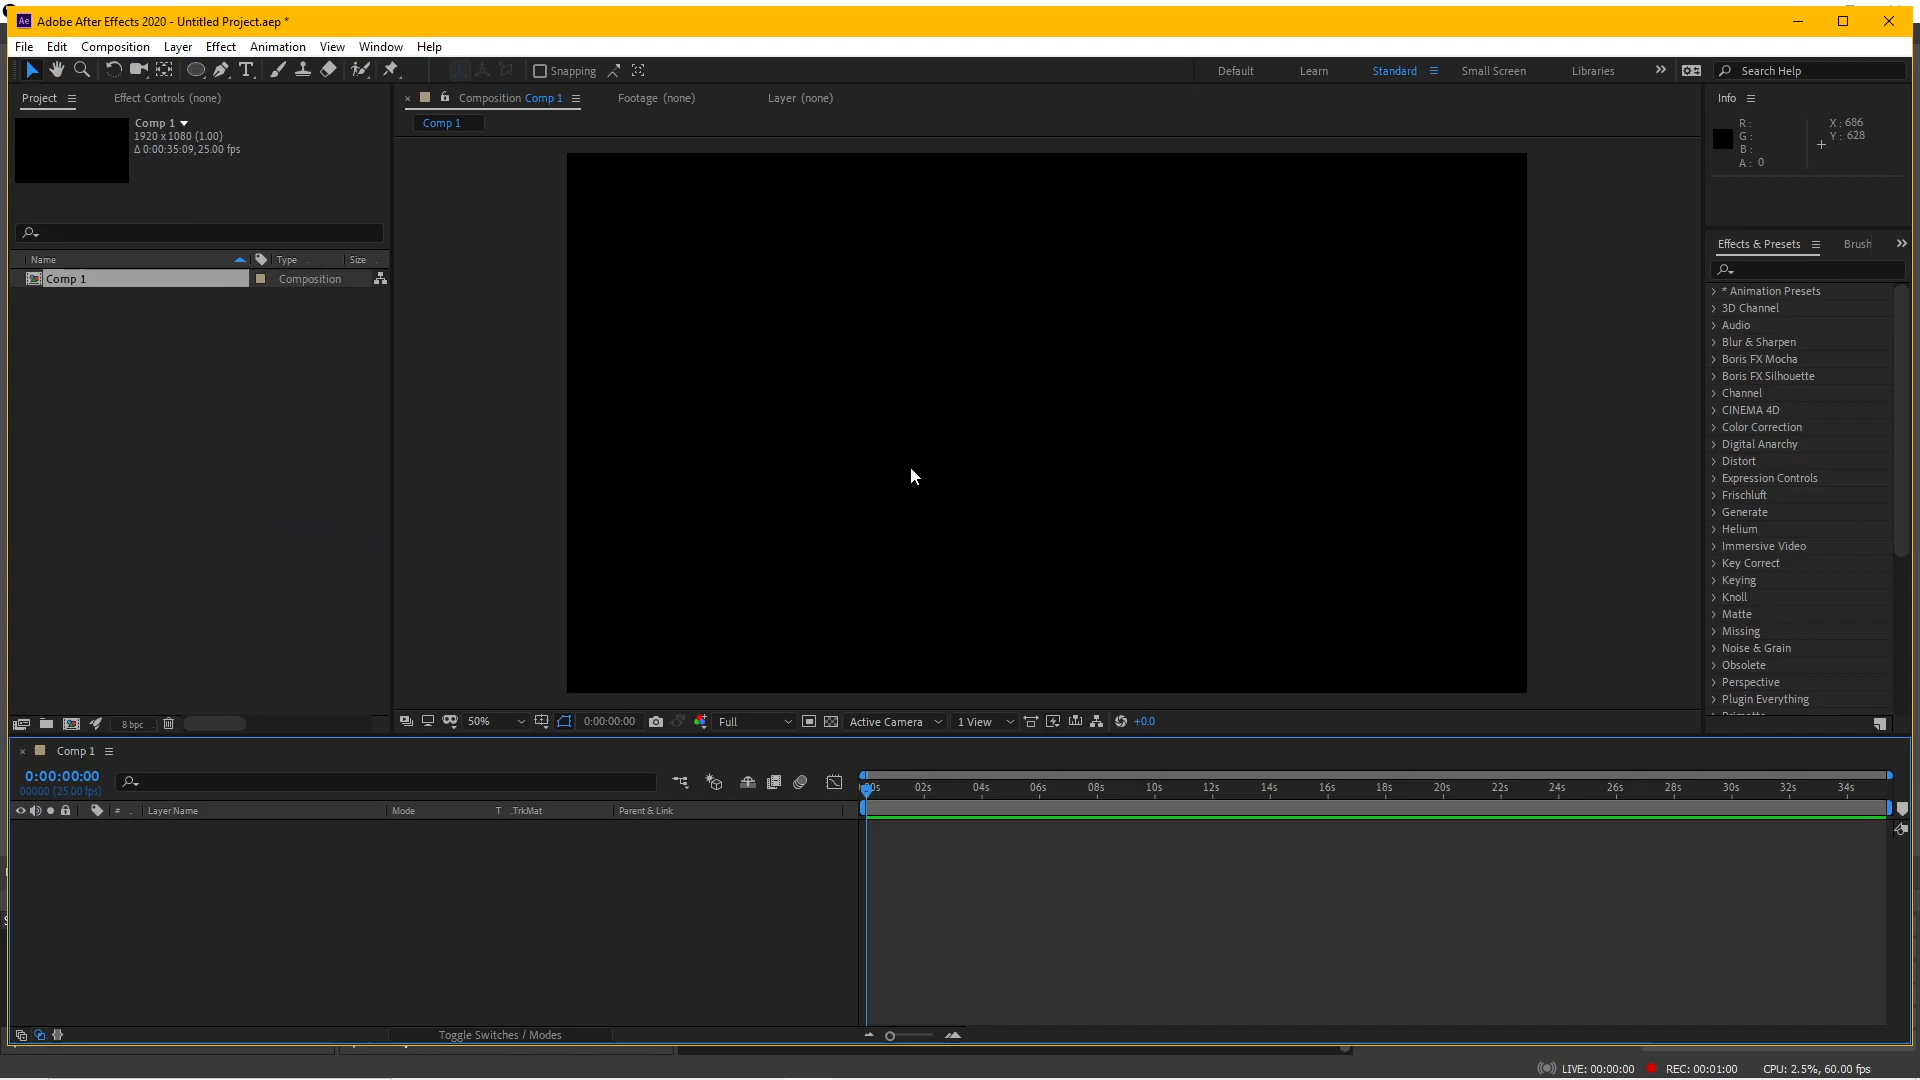 Ae Adobe After Effects 2020 - Untitled Project.aep *
File Edit Composition Layer Effect Animation View Window Help
Snapping Default Learn Standard Small Screen Libraries Search Help
Project Effect Controls (none)
Comp 1
1920 x 1080 (1.00)
Δ 0:00:35:09, 25.00 fps
Name Type Size
Comp 1 Composition
8 bpc
Composition Comp 1 Footage (none) Layer (none)
Comp 1
50% 0:00:00:00 Full Active Camera 1 View +0.0
Info
R :
G :
B :
A : 0
X : 686
Y : 628
Effects & Presets Brush
* Animation Presets
3D Channel
Audio
Blur & Sharpen
Boris FX Mocha
Boris FX Silhouette
Channel
CINEMA 4D
Color Correction
Digital Anarchy
Distort
Expression Controls
Frischluft
Generate
Helium
Immersive Video
Key Correct
Keying
Knoll
Matte
Missing
Noise & Grain
Obsolete
Perspective
Plugin Everything
Comp 1
0:00:00:00
00000 (25.00 fps)
# Layer Name Mode T .TrkMat Parent & Link
02s 04s 06s 08s 10s 12s 14s 16s 18s 20s 22s 24s 26s 28s 30s 32s 34s
Toggle Switches / Modes
LIVE: 00:00:00 REC: 00:01:00 CPU: 2.5%, 60.00 fps